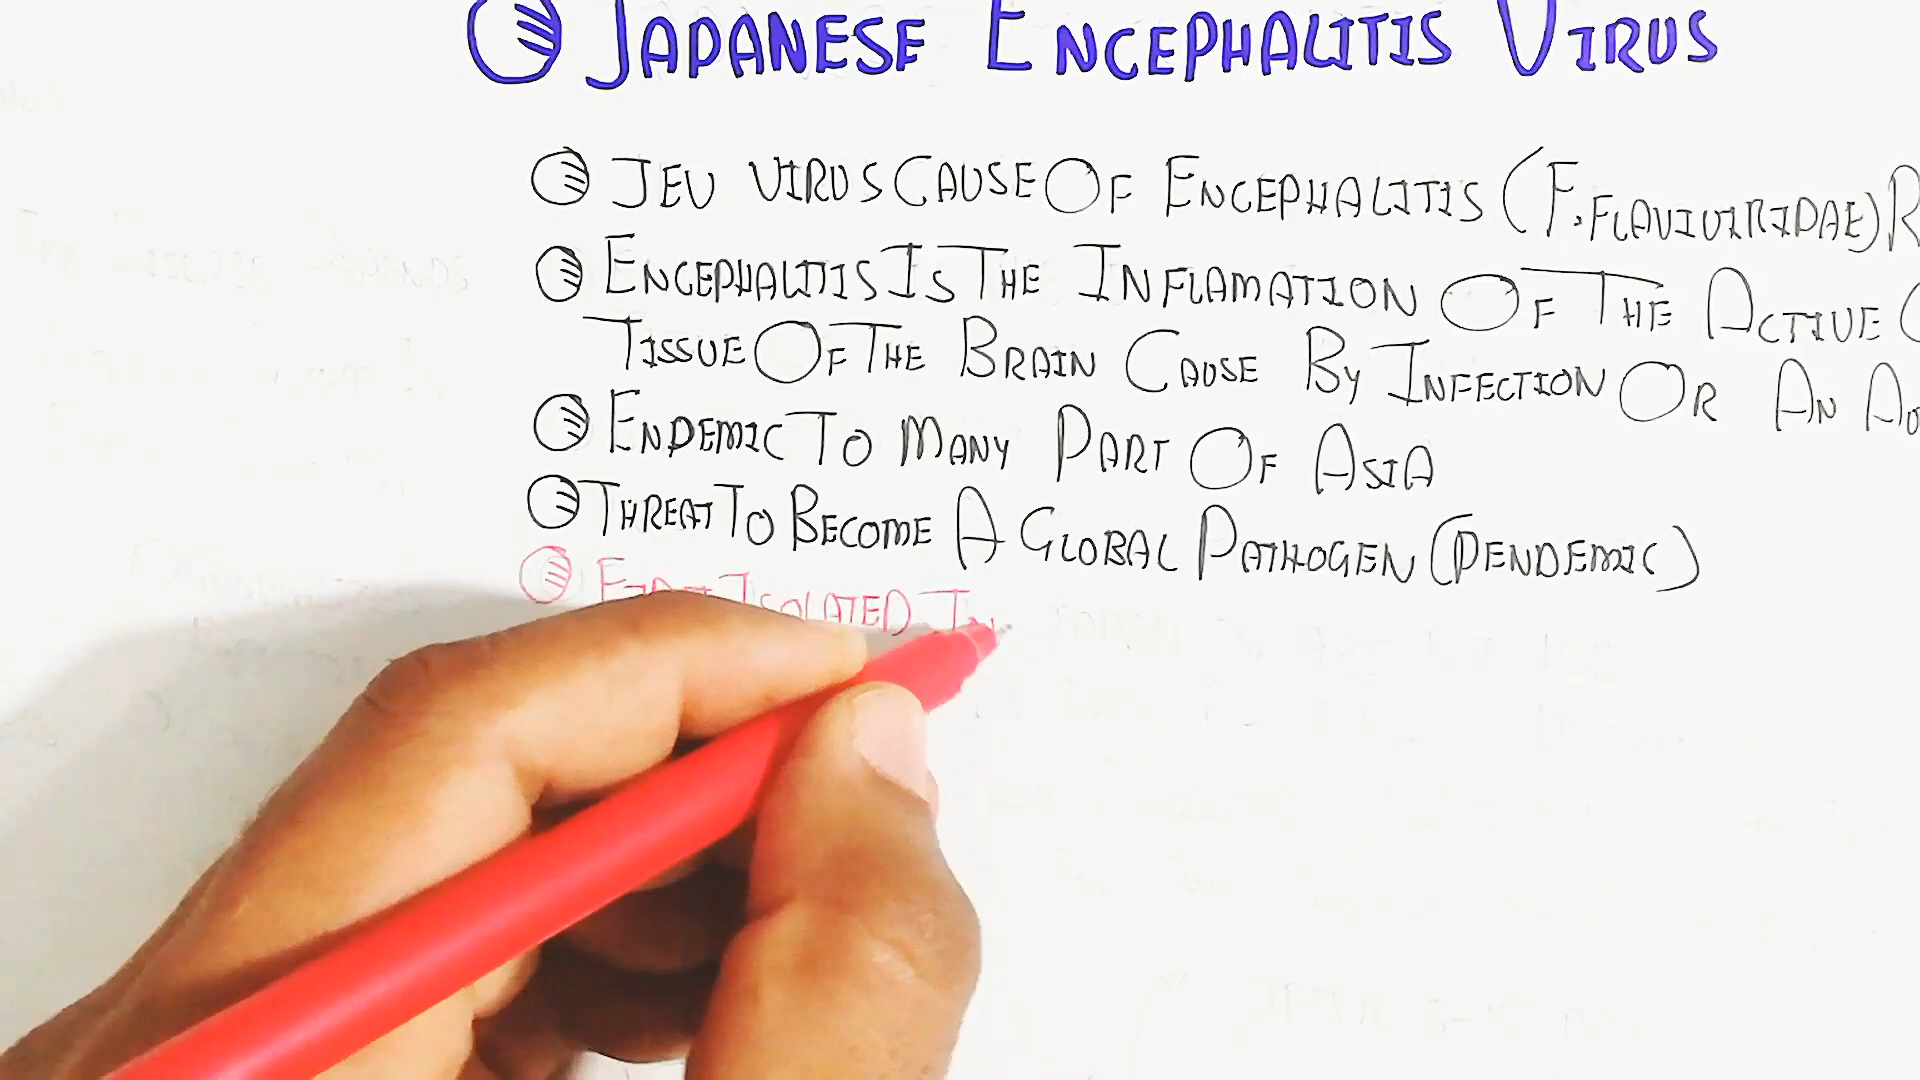 JAPANESE ENCEPHALITIS VIRUS
JEV VIRUS CAUSE OF ENCEPHALITIS (F. FLAVIVIRIDAE) R
ENCEPHALITIS IS THE INFLAMATION OF THE ACTIVE
TISSUE OF THE BRAIN CAUSE BY INFECTION OR AN AU
ENDEMIC TO MANY PART OF ASIA
THREAT TO BECOME A GLOBAL PATHOGEN (PENDEMIC)
FIRST ISOLATED IN